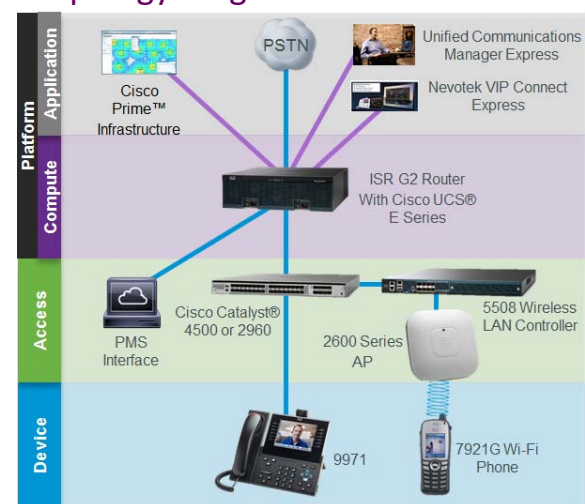 PSTN
Unified Communications
Manager Express
Nevotek VIP Connect
Express
Cisco
Prime™
Infrastructure
Platform
Application
Compute
ISR G2 Router
With Cisco UCS®
E Series
Access
PMS
Interface
Cisco Catalyst®
4500 or 2960
2600 Series
AP
5508 Wireless
LAN Controller
Device
9971
7921G Wi-Fi
Phone